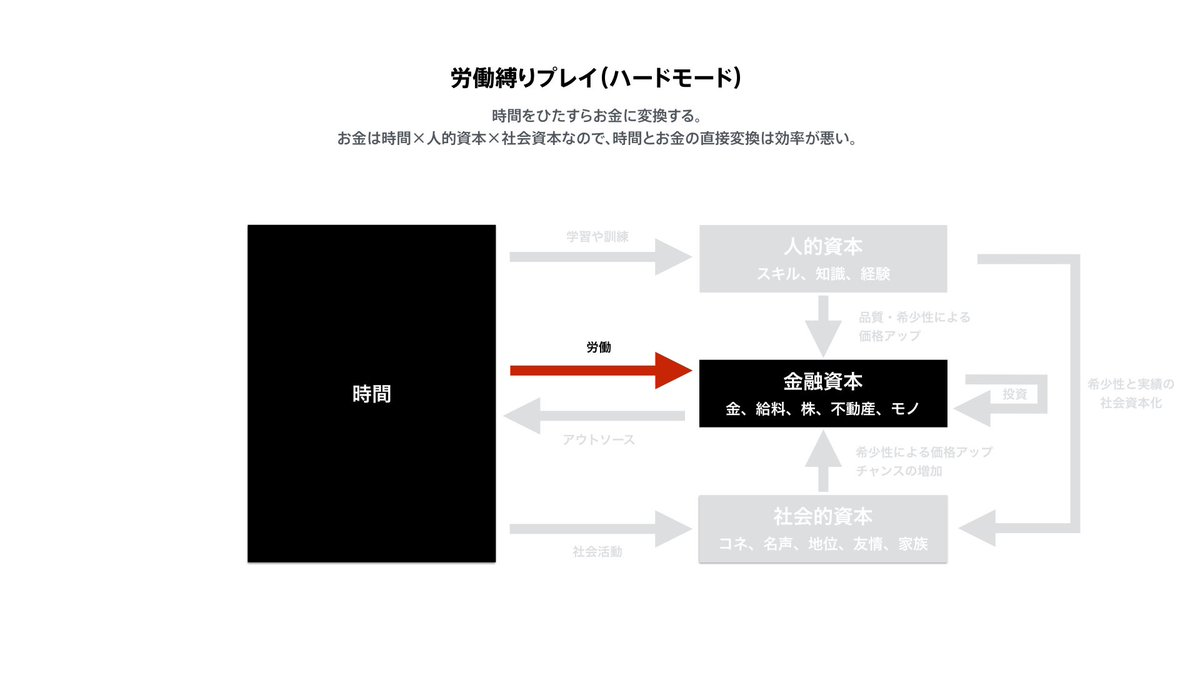 労働縛りプレイ(ハードモード)
時間をひたすらお金に変換する。
お金は時間×人的資本×社会資本なので、時間とお金の直接変換は効率が悪い。
時間
学習や訓練
労働
アウトソース
社会活動
人的資本
スキル、知識、経験
品質・希少性による
価格アップ
金融資本
金、給料、株、不動産、モノ
投資
希少性と実績の
社会資本化
希少性による価格アップ
チャンスの増加
社会的資本
コネ、名声、地位、友情、家族